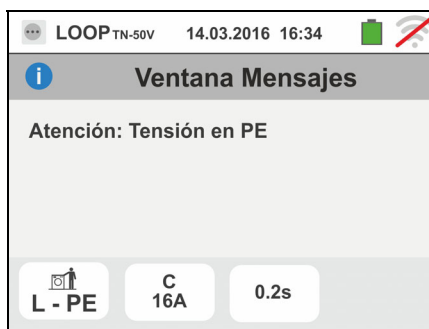 LOOP TN-50V 14.03.2016 16:34
i Ventana Mensajes
Atención: Tensión en PE
L - PE
C
16A
0.2s